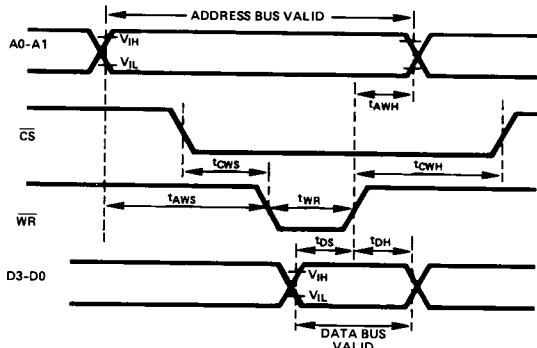 ADDRESS BUS VALID
A0-A1
VIH
VIL
tAWH
CS
tCWS
tCWH
WR
tAWS
tWR
tDS
tDH
D3-D0
VIH
VIL
DATA BUS
VALID